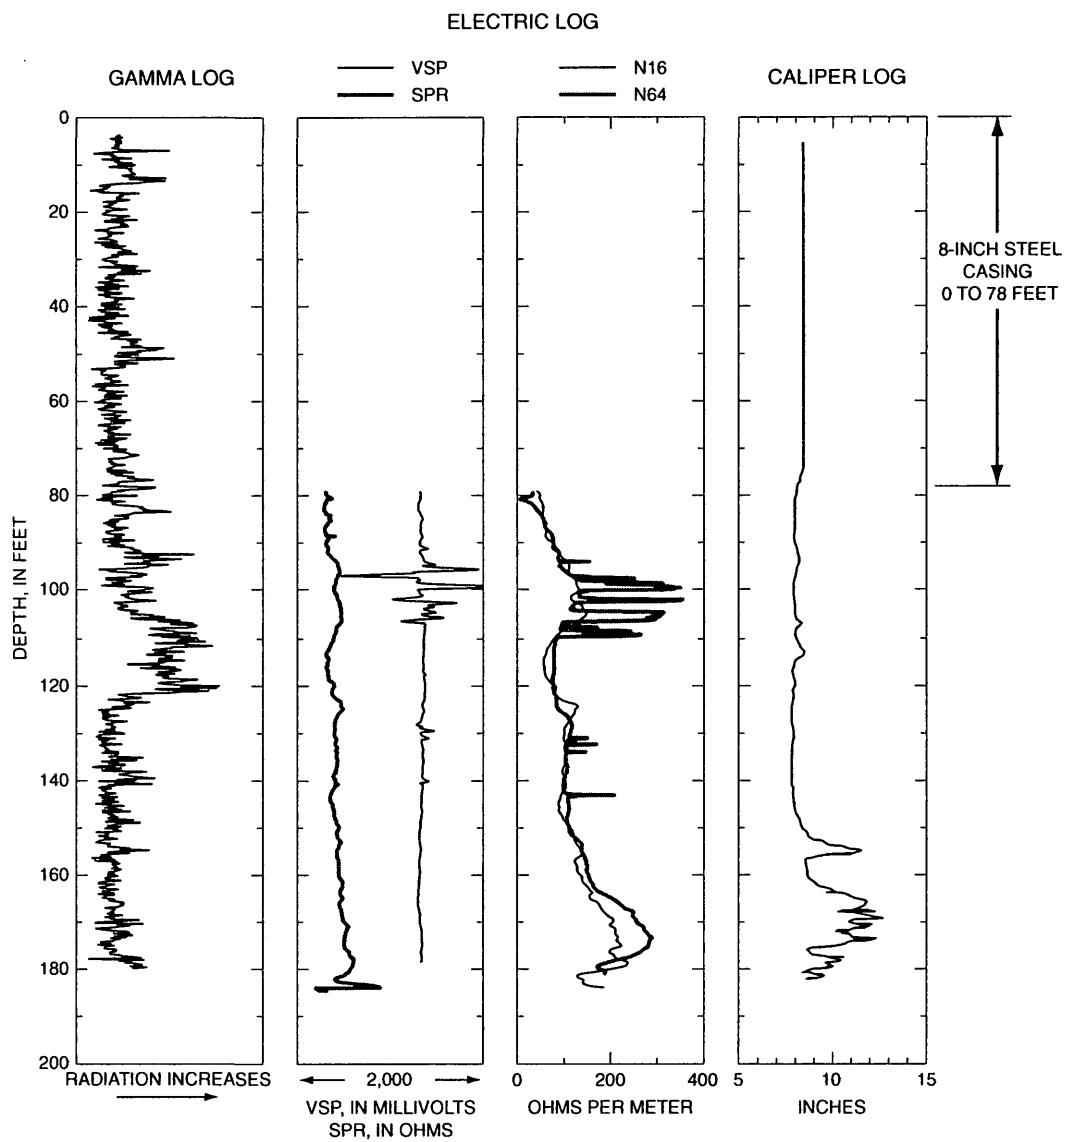 ELECTRIC LOG
GAMMA LOG
VSP
SPR
N16
N64
CALIPER LOG
0
20
40
60
80
100
120
140
160
180
200
DEPTH, IN FEET
8-INCH STEEL
CASING
0 TO 78 FEET
RADIATION INCREASES
2,000
VSP, IN MILLIVOLTS
SPR, IN OHMS
0 200 400
OHMS PER METER
5 10 15
INCHES